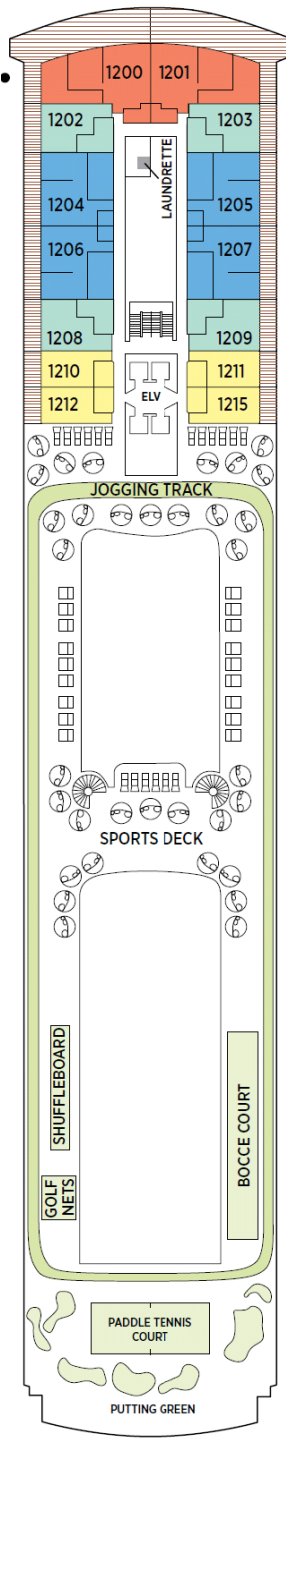 1200 1201
1202 1203
LAUNDRETTE
1204 1205
1206 1207
1208 1209
1210 1211
ELV
1212 1215
JOGGING TRACK
SPORTS DECK
SHUFFLEBOARD
BOCCE COURT
GOLF
NETS
PADDLE TENNIS
COURT
PUTTING GREEN